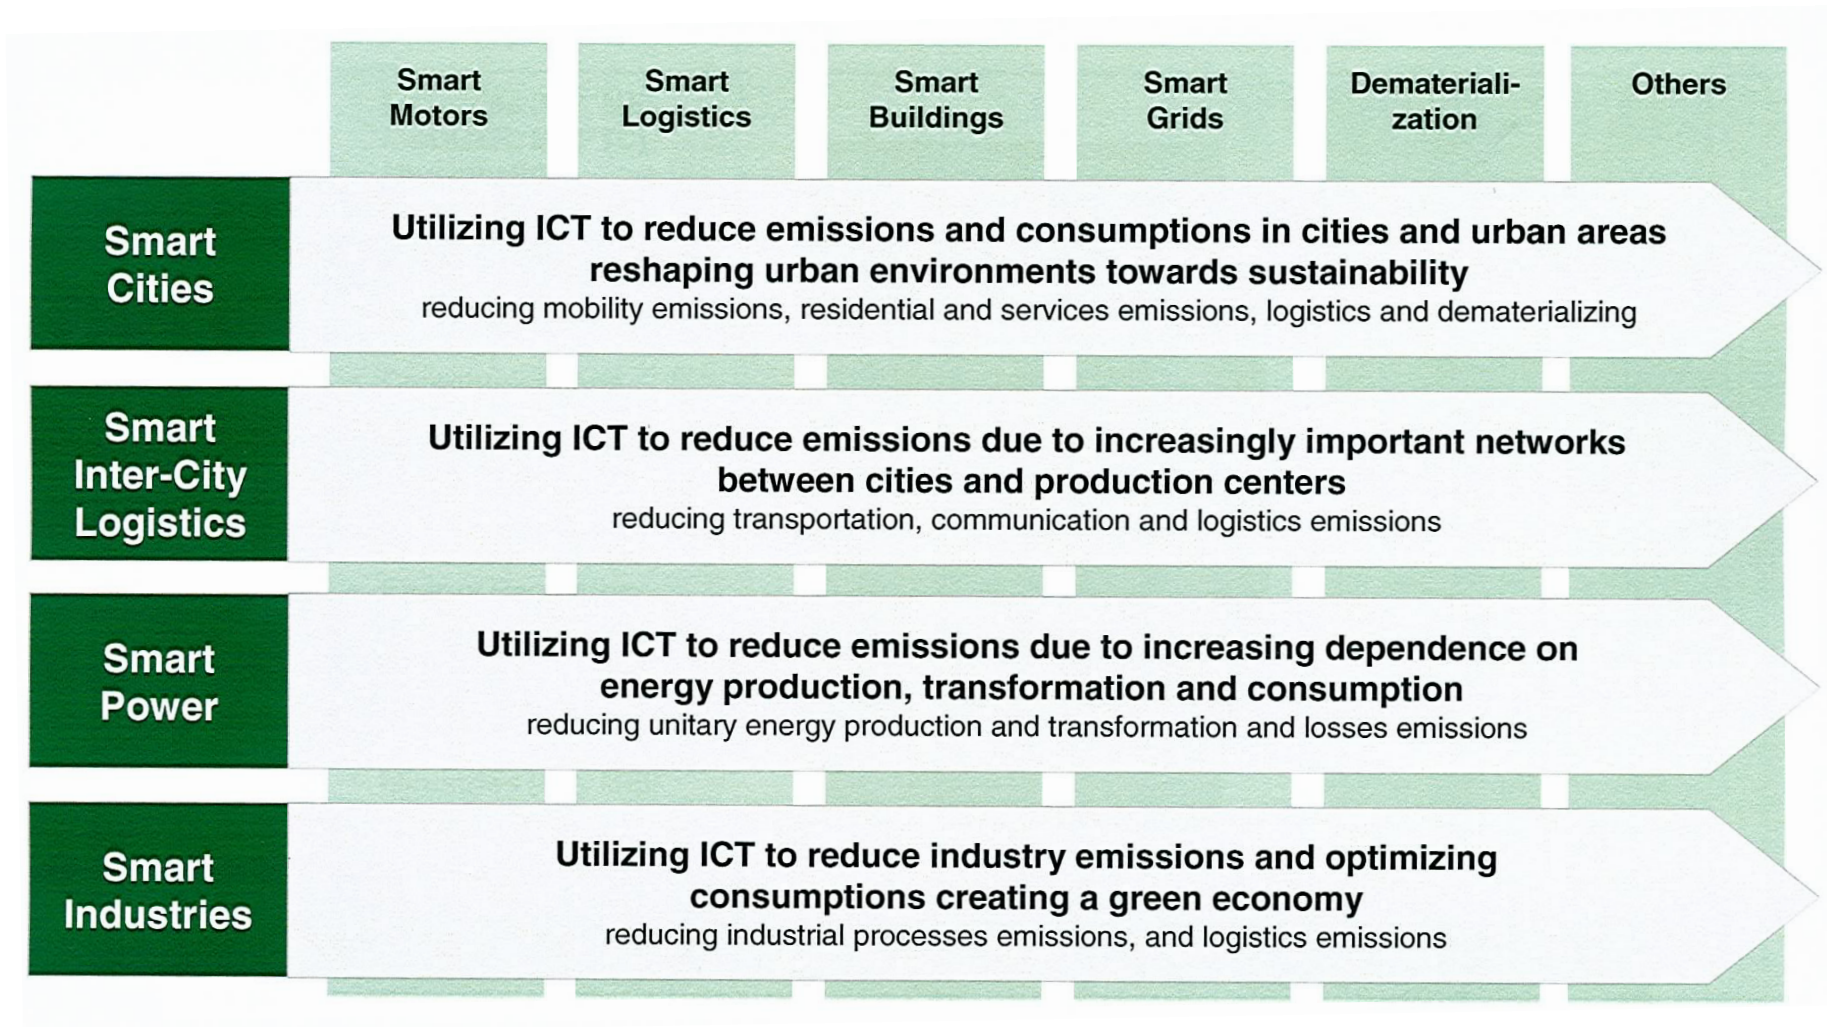 Smart
Motors
Smart
Logistics
Smart
Buildings
Smart
Grids
Demateriali-
zation
Others
Smart
Cities
Utilizing ICT to reduce emissions and consumptions in cities and urban areas
reshaping urban environments towards sustainability
reducing mobility emissions, residential and services emissions, logistics and dematerializing
Smart
Inter-City
Logistics
Utilizing ICT to reduce emissions due to increasingly important networks
between cities and production centers
reducing transportation, communication and logistics emissions
Smart
Power
Utilizing ICT to reduce emissions due to increasing dependence on
energy production, transformation and consumption
reducing unitary energy production and transformation and losses emissions
Smart
Industries
Utilizing ICT to reduce industry emissions and optimizing
consumptions creating a green economy
reducing industrial processes emissions, and logistics emissions